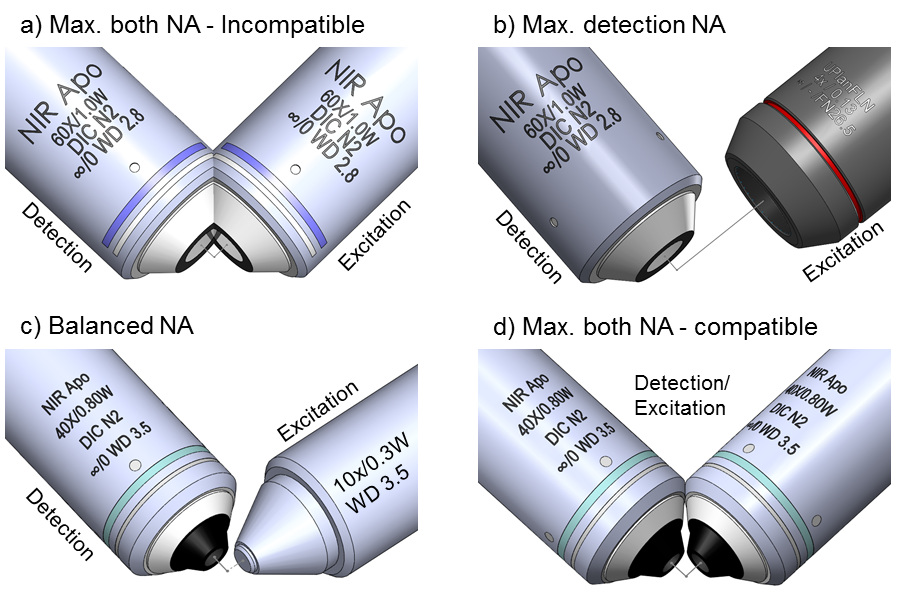 a) Max. both NA - Incompatible
NIR Apo
60X/1.0W
DIC N2
∞/0 WD 2.8
NIR Apo
60X/1.0W
DIC N2
∞/0 WD 2.8
Detection
Excitation
b) Max. detection NA
NIR Apo
60X/1.0W
DIC N2
∞/0 WD 2.8
UPlanFLN
4x / 0.13
FN26.5
Detection
Excitation
c) Balanced NA
NIR Apo
40X/0.80W
DIC N2
∞/0 WD 3.5
Excitation
10x/0.3W
WD 3.5
Detection
d) Max. both NA - compatible
NIR Apo
40X/0.80W
DIC N2
∞/0 WD 3.5
Detection/
Excitation
NIR Apo
40X/0.80W
DIC N2
∞/0 WD 3.5